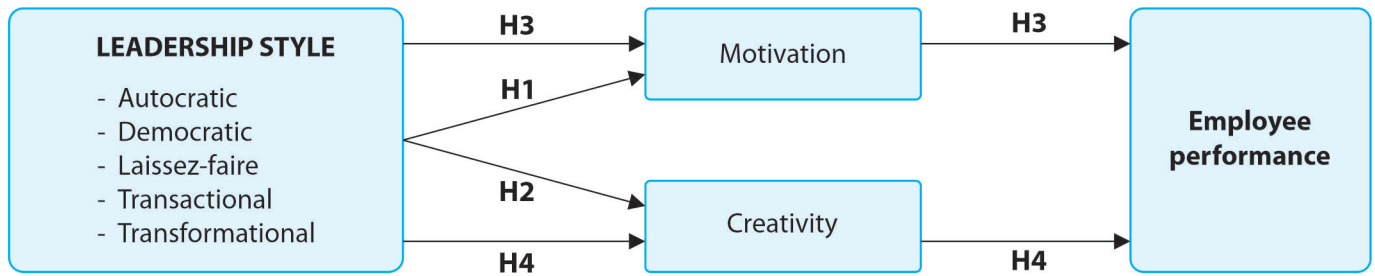 LEADERSHIP STYLE
- Autocratic
- Democratic
- Laissez-faire
- Transactional
- Transformational
H3
H1
H2
H4
Motivation
Creativity
H3
H4
Employee
performance